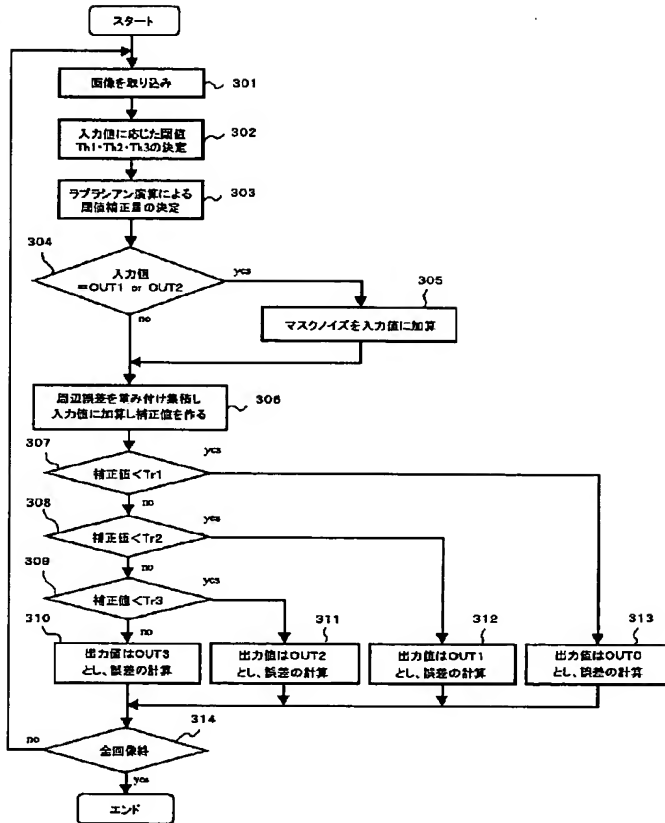 スタート
画像を取り込み
301
入力値に応じた閾値
Th1・Th2・Th3の決定
302
ラプラシアン演算による
閾値補正量の決定
303
304
入力値
=OUT1 or OUT2
yes
no
305
マスクノイズを入力値に加算
周辺誤差を重み付け集積し
入力値に加算し補正値を作る
306
307
補正値<Tr1
yes
no
308
補正値<Tr2
yes
no
309
補正値<Tr3
yes
no
310
出力値はOUT3
とし、誤差の計算
311
出力値はOUT2
とし、誤差の計算
312
出力値はOUT1
とし、誤差の計算
313
出力値はOUT0
とし、誤差の計算
314
全画像終
no
yes
エンド